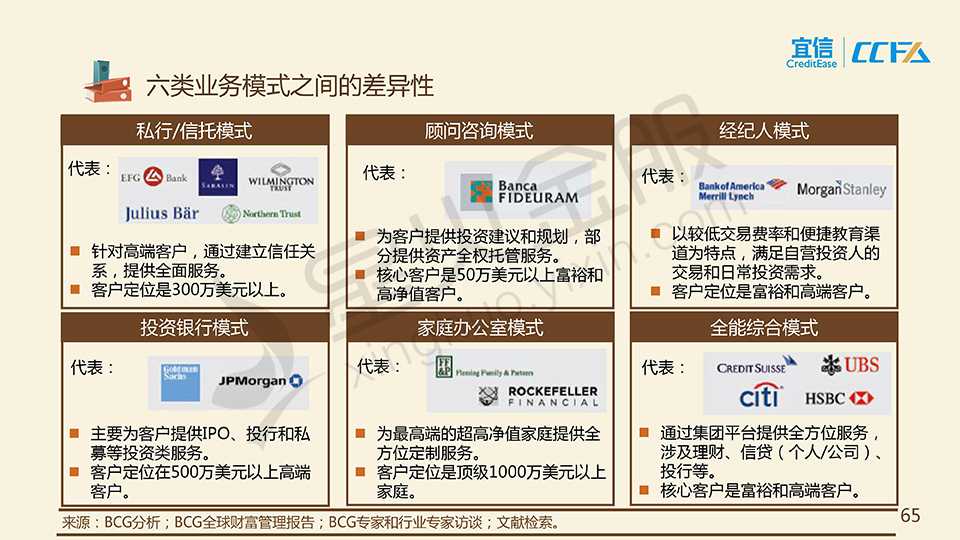 宜信
CreditEase
CCFA
六类业务模式之间的差异性
私行/信托模式
代表：
EFG Bank
SARASIN
WILMINGTON
TRUST
Julius Bär
Northern Trust
针对高端客户，通过建立信任关
系，提供全面服务。
客户定位是300万美元以上。
顾问咨询模式
代表：
Banca
FIDEURAM
为客户提供投资建议和规划，部
分提供资产全权托管服务。
核心客户是50万美元以上富裕和
高净值客户。
经纪人模式
代表：
Bank of America
Merrill Lynch
Morgan Stanley
以较低交易费率和便捷教育渠
道为特点，满足自营投资人的
交易和日常投资需求。
客户定位是富裕和高端客户。
投资银行模式
代表：
Goldman
Sachs
JPMorgan
主要为客户提供IPO、投行和私
募等投资类服务。
客户定位在500万美元以上高端
客户。
家庭办公室模式
代表：
FF
&P
Fleming Family & Partners
ROCKEFELLER
FINANCIAL
为最高端的超高净值家庭提供全
方位定制服务。
客户定位是顶级1000万美元以上
家庭。
全能综合模式
代表：
CREDIT SUISSE
UBS
citi
HSBC
通过集团平台提供全方位服务，
涉及理财、信贷（个人/公司）、
投行等。
核心客户是富裕和高端客户。
来源：BCG分析；BCG全球财富管理报告；BCG专家和行业专家访谈；文献检索。
65